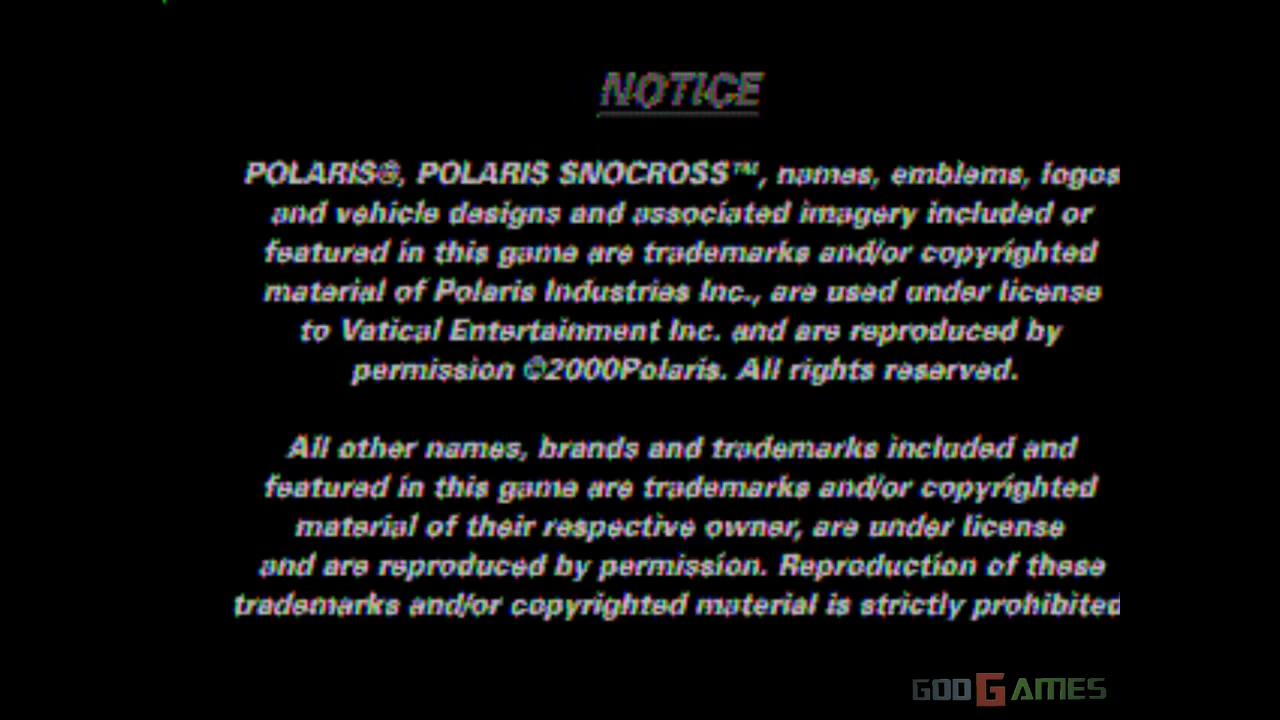 NOTICE
POLARIS®, POLARIS SNOCROSS™, names, emblems, logos
and vehicle designs and associated imagery included or
featured in this game are trademarks and/or copyrighted
material of Polaris Industries Inc., are used under license
to Vatical Entertainment Inc. and are reproduced by
permission ©2000Polaris. All rights reserved.
All other names, brands and trademarks included and
featured in this game are trademarks and/or copyrighted
material of their respective owner, are under license
and are reproduced by permission. Reproduction of these
trademarks and/or copyrighted material is strictly prohibited
GODGAMES